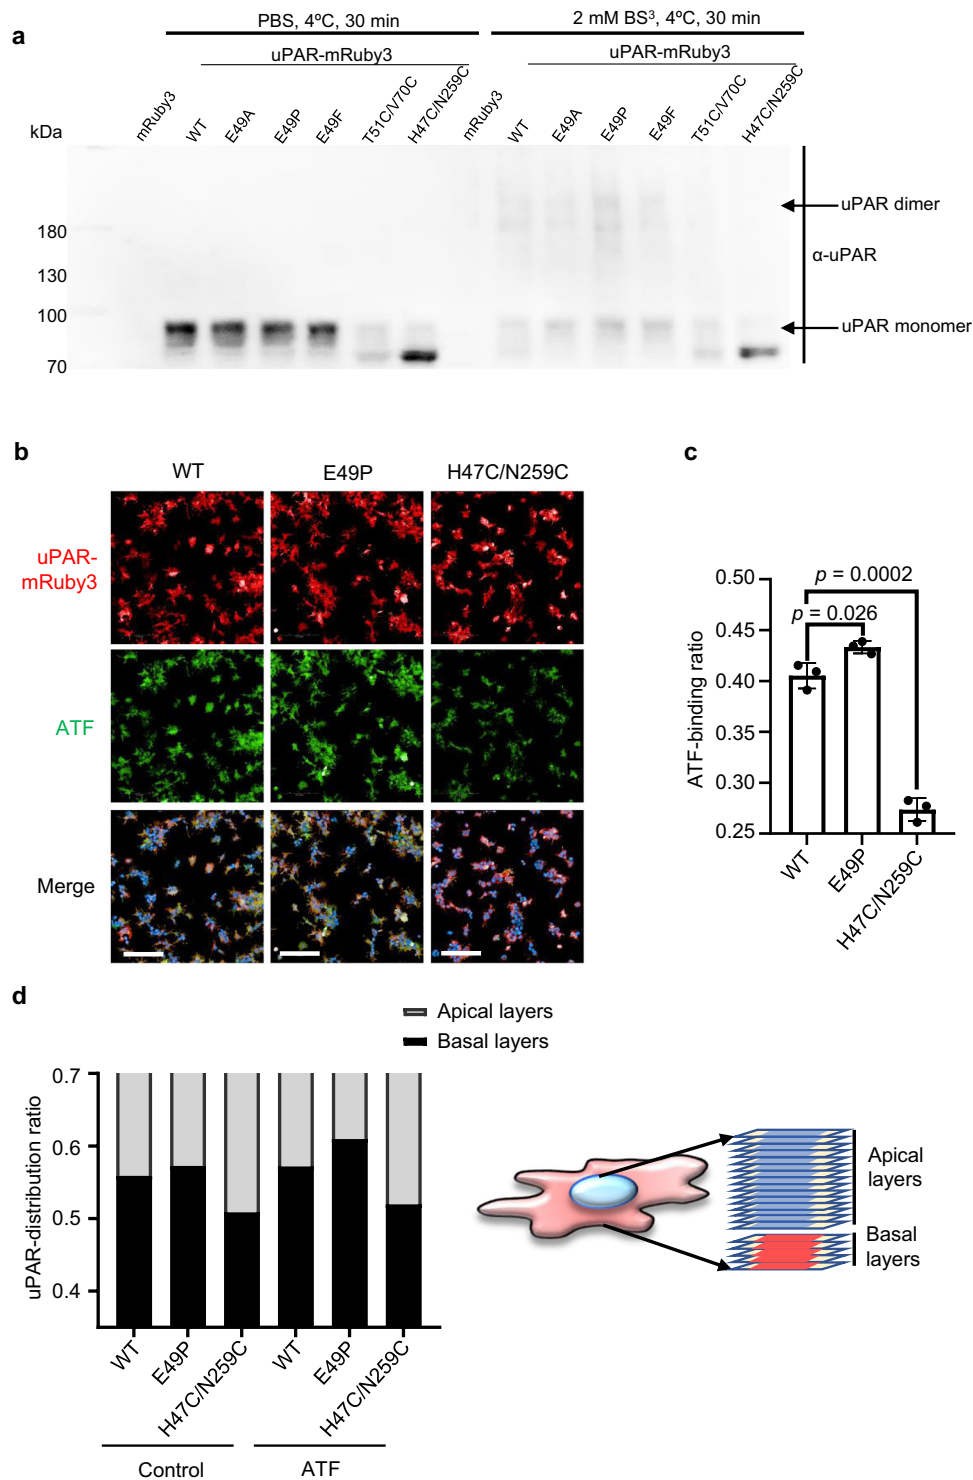 a
PBS, 4ºC, 30 min
2 mM BS³, 4ºC, 30 min
uPAR-mRuby3
uPAR-mRuby3
kDa
mRuby3
WT
E49A
E49P
E49F
T51C/V70C
H47C/N259C
mRuby3
WT
E49A
E49P
E49F
T51C/V70C
H47C/N259C
180
130
100
70
uPAR dimer
α-uPAR
uPAR monomer
b
WT
E49P
H47C/N259C
uPAR-
mRuby3
ATF
Merge
c
p = 0.0002
p = 0.026
ATF-binding ratio
0.50
0.45
0.40
0.35
0.30
0.25
WT
E49P
H47C/N259C
d
Apical layers
Basal layers
uPAR-distribution ratio
0.7
0.6
0.5
0.4
WT
E49P
H47C/N259C
WT
E49P
H47C/N259C
Control
ATF
Apical
layers
Basal
layers